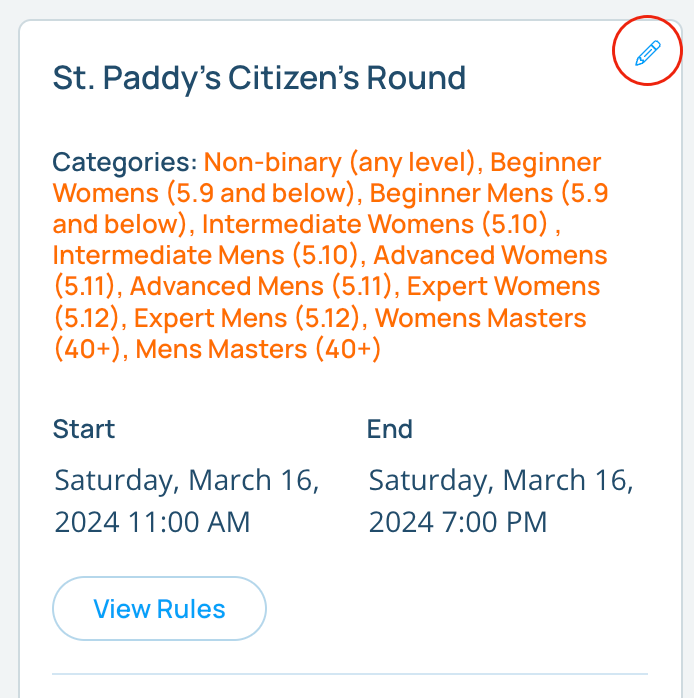 St. Paddy's Citizen's Round
Categories: Non-binary (any level), Beginner
Womens (5.9 and below), Beginner Mens (5.9
and below), Intermediate Womens (5.10) ,
Intermediate Mens (5.10), Advanced Womens
(5.11), Advanced Mens (5.11), Expert Womens
(5.12), Expert Mens (5.12), Womens Masters
(40+), Mens Masters (40+)
Start
Saturday, March 16,
2024 11:00 AM
End
Saturday, March 16,
2024 7:00 PM
View Rules